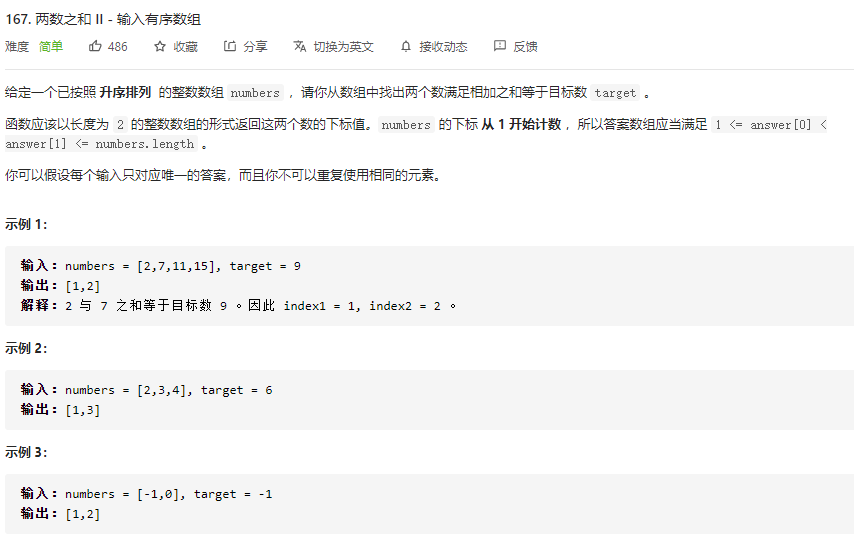 167. 两数之和 II - 输入有序数组
难度 简单 486 收藏 分享 切换为英文 接收动态 反馈
给定一个已按照 升序排列 的整数数组 numbers ，请你从数组中找出两个数满足相加之和等于目标数 target 。
函数应该以长度为 2 的整数数组的形式返回这两个数的下标值。numbers 的下标 从 1 开始计数 ，所以答案数组应当满足 1 <= answer[0] <
answer[1] <= numbers.length 。
你可以假设每个输入只对应唯一的答案，而且你不可以重复使用相同的元素。
示例 1：
输入：numbers = [2,7,11,15], target = 9
输出：[1,2]
解释：2 与 7 之和等于目标数 9 。因此 index1 = 1, index2 = 2 。
示例 2：
输入：numbers = [2,3,4], target = 6
输出：[1,3]
示例 3：
输入：numbers = [-1,0], target = -1
输出：[1,2]